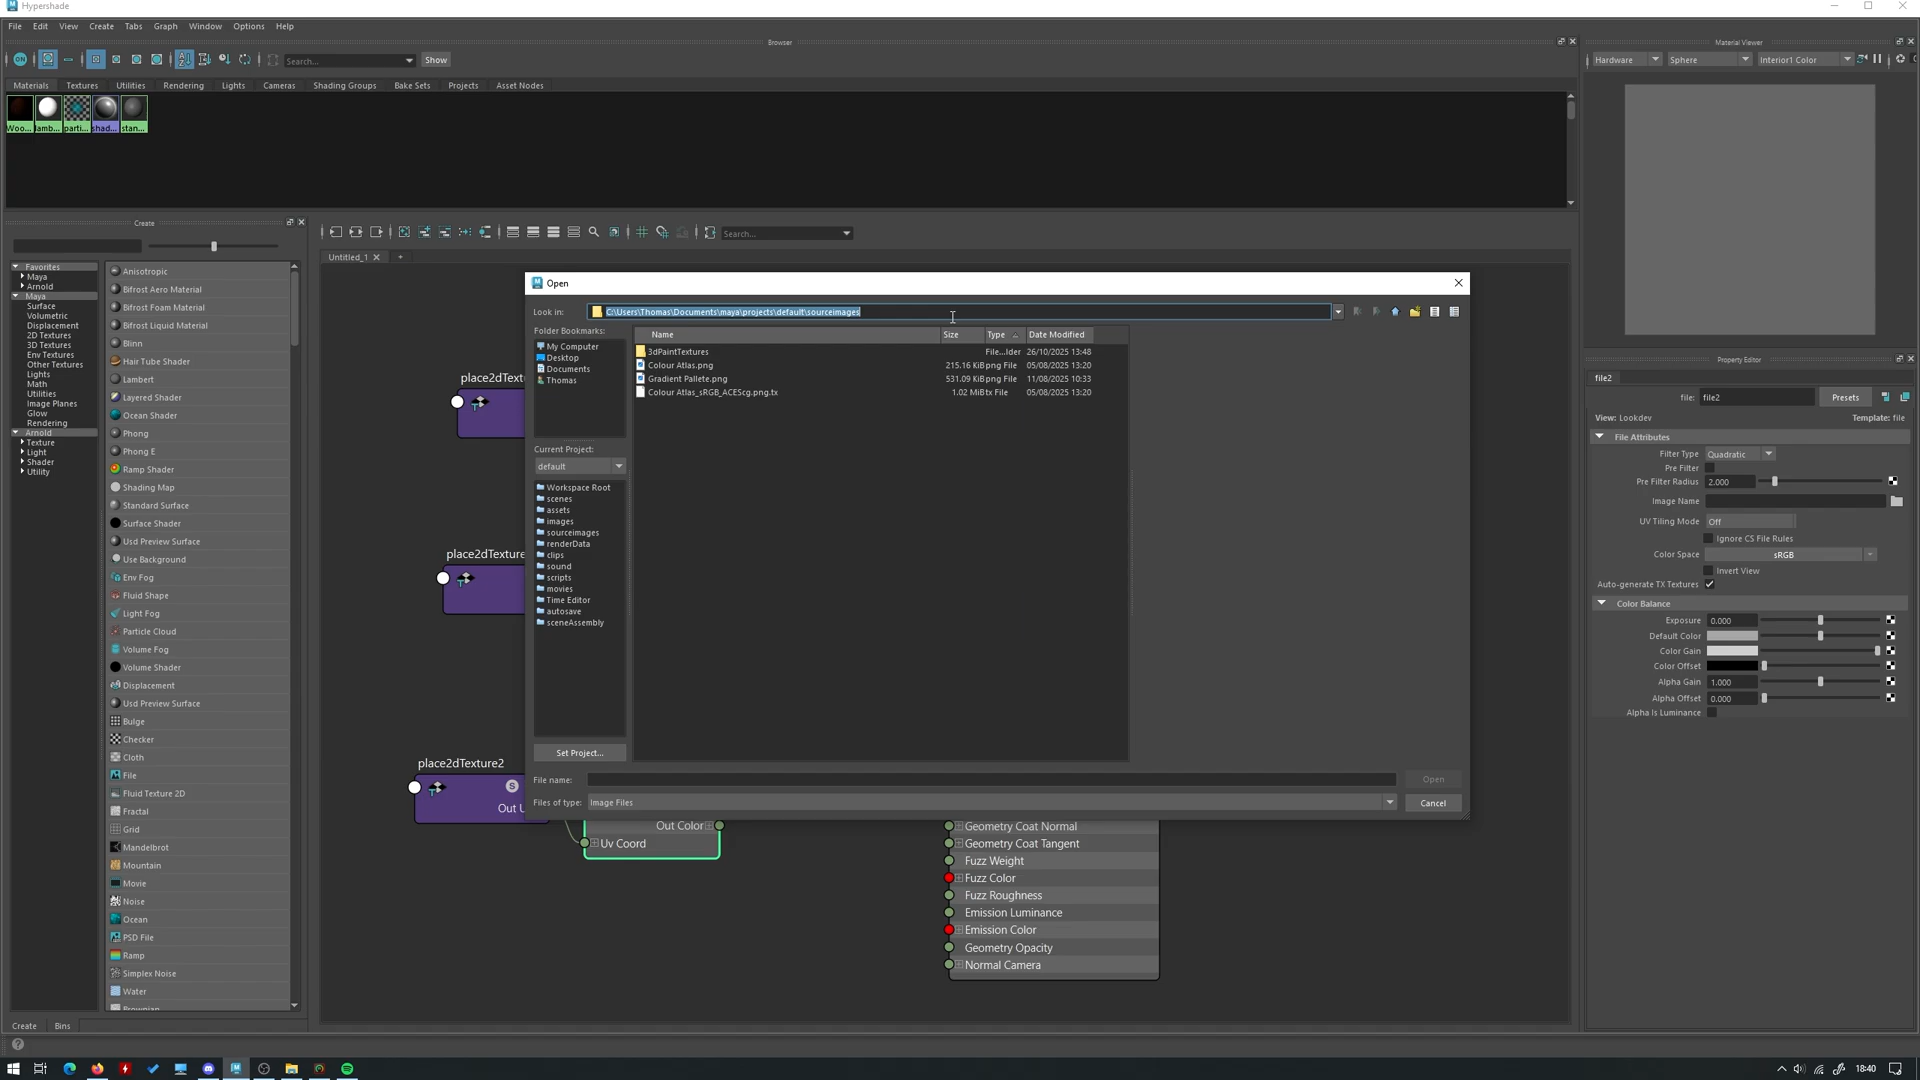 Hypershade
File Edit View Create Tabs Graph Window Options Help
Browser
Material Viewer
ON
Search...
Show
Hardware
Sphere
Interior1 Color
Materials Textures Utilities Rendering Lights Cameras Shading Groups Bake Sets Projects Asset Nodes
Woo... lamb... parti... shad... stan...
Create
Search...
Untitled_1
+
Favorites
Maya
Arnold
Maya
Surface
Volumetric
Displacement
2D Textures
3D Textures
Env Textures
Lights
Math
Utilities
Image Planes
Glow
Rendering
Arnold
Texture
Light
Shader
Utility
Anisotropic
Bifrost Aero Material
Bifrost Foam Material
Bifrost Liquid Material
Blinn
Hair Tube Shader
Lambert
Layered Shader
Ocean Shader
Phong
Phong E
Ramp Shader
Shading Map
Standard Surface
Surface Shader
Usd Preview Surface
Use Background
Env Fog
Fluid Shape
Light Fog
Particle Cloud
Volume Fog
Volume Shader
Displacement
Usd Preview Surface
Bulge
Checker
Cloth
File
Fluid Texture 2D
Fractal
Grid
Mandelbrot
Mountain
Movie
Noise
Ocean
PSD File
Ramp
Simplex Noise
Water
Brownian
Create Bins
place2dTextu
place2dTexture
place2dTexture2
S
Out U
Out Color
Uv Coord
Geometry Coat Normal
Geometry Coat Tangent
Fuzz Weight
Fuzz Color
Fuzz Roughness
Emission Luminance
Emission Color
Geometry Opacity
Normal Camera
Open
Look in:
C:\Users\Thomas\Documents\maya\projects\default\sourceimages
Folder Bookmarks:
My Computer
Desktop
Documents
Thomas
Current Project:
default
Workspace Root
scenes
assets
images
sourceimages
renderData
clips
sound
scripts
movies
Time Editor
autosave
sceneAssembly
Set Project...
Name Size Type Date Modified
3dPaintTextures File...lder 26/10/2025 13:48
Colour Atlas.png 215.16 KiB png File 05/08/2025 13:20
Gradient Pallete.png 531.09 KiB png File 11/08/2025 10:33
Colour Atlas_sRGB_ACEScg.png.tx 1.02 MiB tx File 05/08/2025 13:20
File name:
Open
Files of type: Image Files
Cancel
Property Editor
file2
file: file2
Presets
View: Lookdev
Template: file
File Attributes
Filter Type Quadratic
Pre Filter
Pre Filter Radius 2.000
Image Name
UV Tiling Mode Off
Ignore CS File Rules
Color Space sRGB
Invert View
Auto-generate TX Textures
Color Balance
Exposure 0.000
Default Color
Color Gain
Color Offset
Alpha Gain 1.000
Alpha Offset 0.000
Alpha Is Luminance
18:40